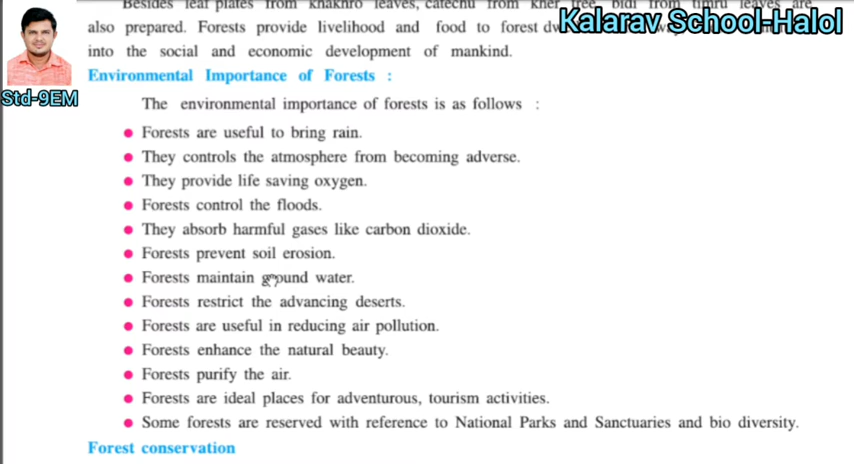 Besides leaf plates from khakhro leaves, catechu from kher tree, bidi from timru leaves are
Kalarav School-Halol
also prepared. Forests provide livelihood and food to forest
into the social and economic development of mankind.
Std-9EM
Environmental Importance of Forests :
The environmental importance of forests is as follows :
● Forests are useful to bring rain.
● They controls the atmosphere from becoming adverse.
● They provide life saving oxygen.
● Forests control the floods.
● They absorb harmful gases like carbon dioxide.
● Forests prevent soil erosion.
● Forests maintain ground water.
● Forests restrict the advancing deserts.
● Forests are useful in reducing air pollution.
● Forests enhance the natural beauty.
● Forests purify the air.
● Forests are ideal places for adventurous, tourism activities.
● Some forests are reserved with reference to National Parks and Sanctuaries and bio diversity.
Forest conservation